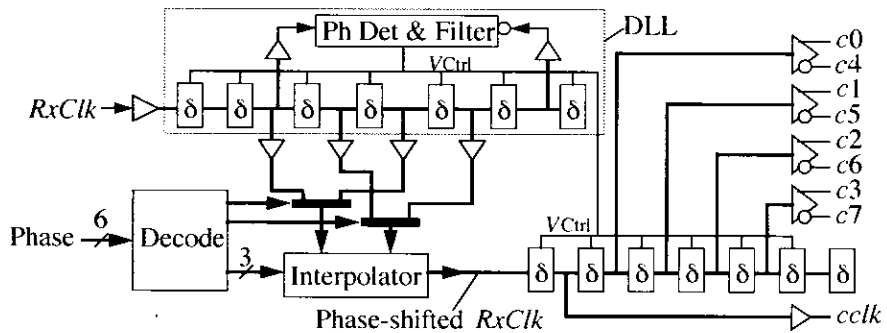 Ph Det & Filter
DLL
VCtrl
RxClk
δ δ δ δ δ δ δ
c0
c4
c1
c5
c2
c6
c3
c7
Phase
6
Decode
3
Interpolator
VCtrl
δ δ δ δ δ δ δ
Phase-shifted RxClk
cclk